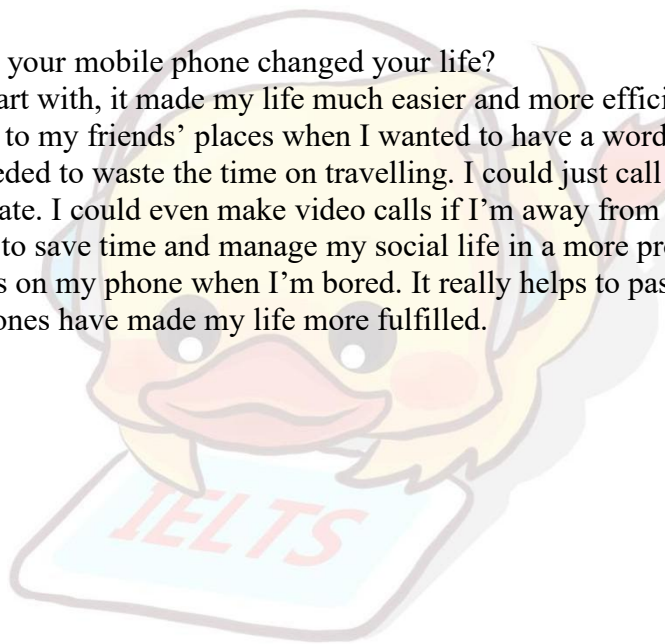 your mobile phone changed your life?
art with, it made my life much easier and more effici
to my friends’ places when I wanted to have a word
eded to waste the time on travelling. I could just call
ate. I could even make video calls if I’m away from
to save time and manage my social life in a more pr
s on my phone when I’m bored. It really helps to pas
ones have made my life more fulfilled.
IELTS